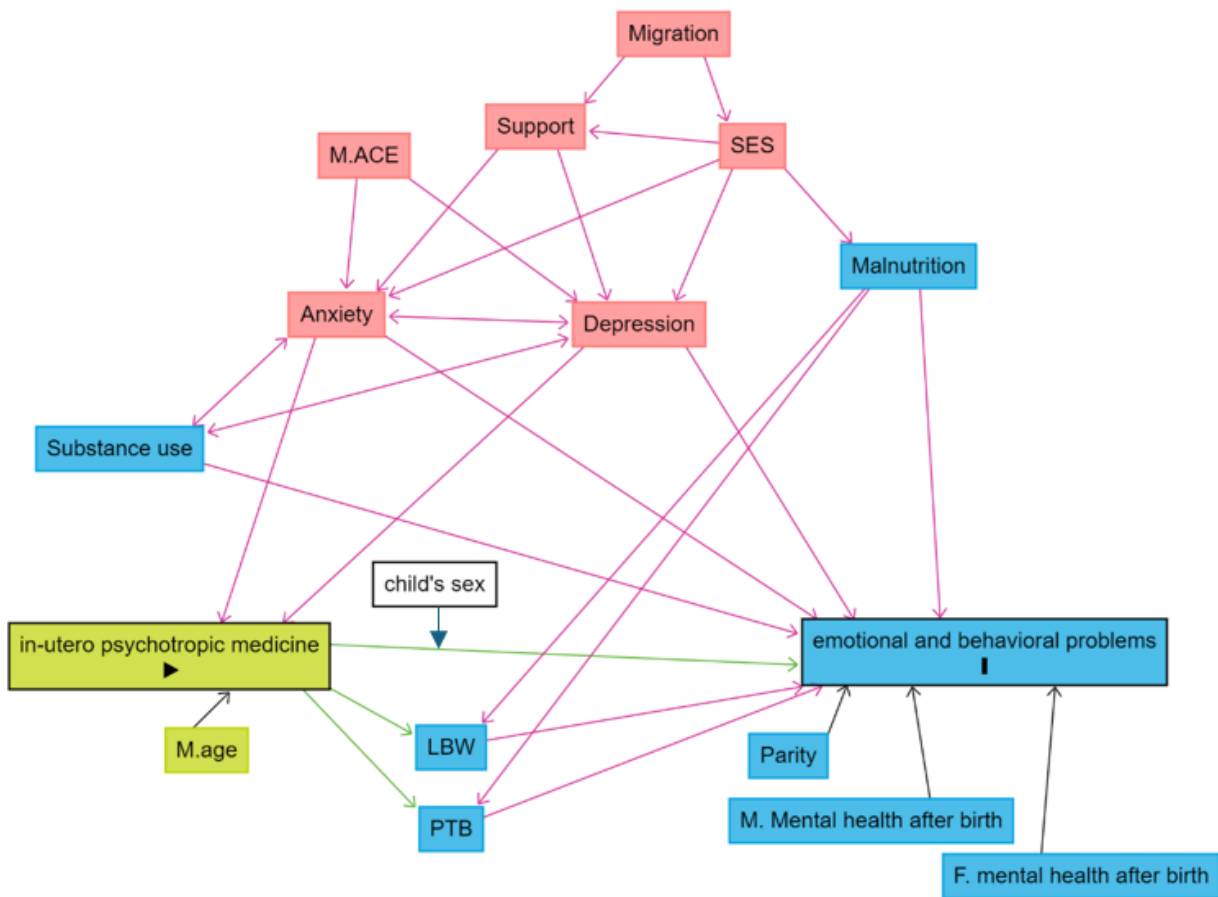 Migration
Support
SES
M.ACE
Malnutrition
Anxiety
Depression
Substance use
child's sex
in-utero psychotropic medicine
emotional and behavioral problems
M.age
LBW
Parity
PTB
M. Mental health after birth
F. mental health after birth